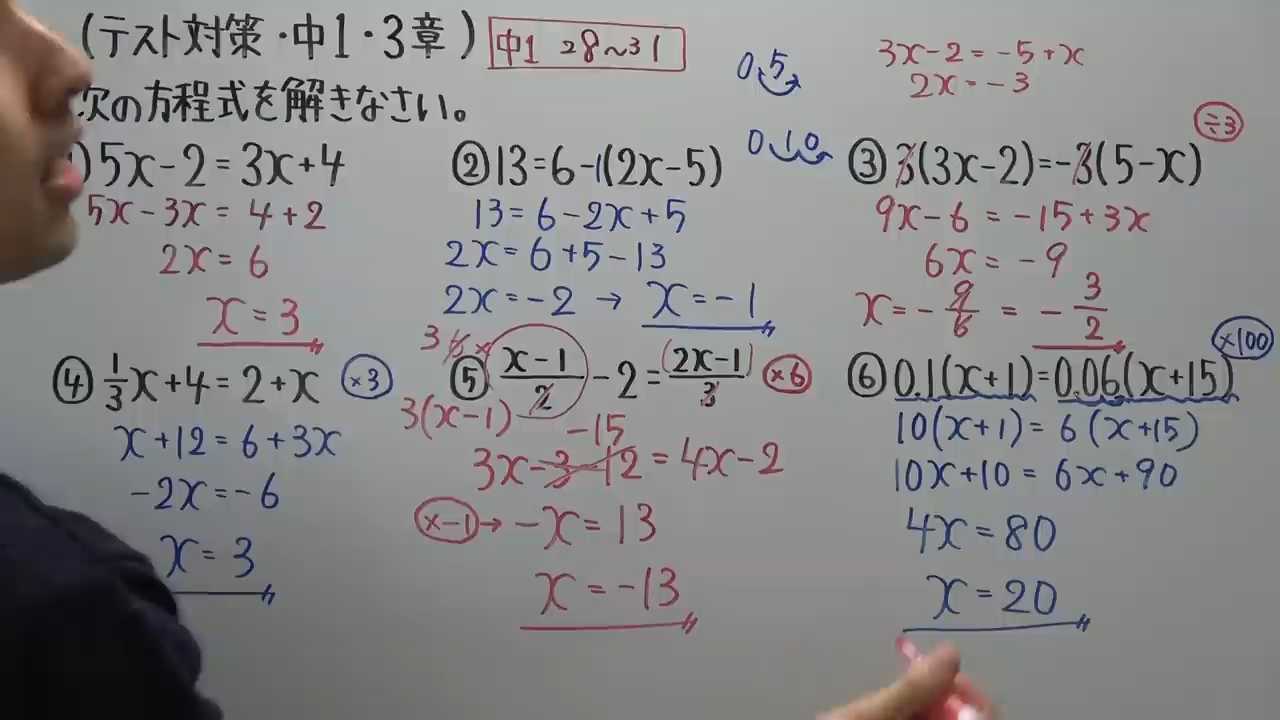 (テスト対策・中1・3章)
中1 28~31
次の方程式を解きなさい。
0.5
3x-2=-5+x
2x=-3
)5x-2=3x+4
5x-3x=4+2
2x=6
x=3
②13=6-1(2x-5)
13=6-2x+5
2x=6+5-13
2x=-2→x=-1
0.10
÷3
③3(3x-2)=-3(5-x)
9x-6=-15+3x
6x=-9
x=-9/6=-3/2
④1/3x+4=2+x
×3
x+12=6+3x
-2x=-6
x=3
3 6×
⑤(x-1)/2-2=(2x-1)/3
×6
3(x-1)
-15
3x-3-12=4x-2
×-1→-x=13
x=-13
×100
⑥0.1(x+1)=0.06(x+15)
10(x+1)=6(x+15)
10x+10=6x+90
4x=80
x=20